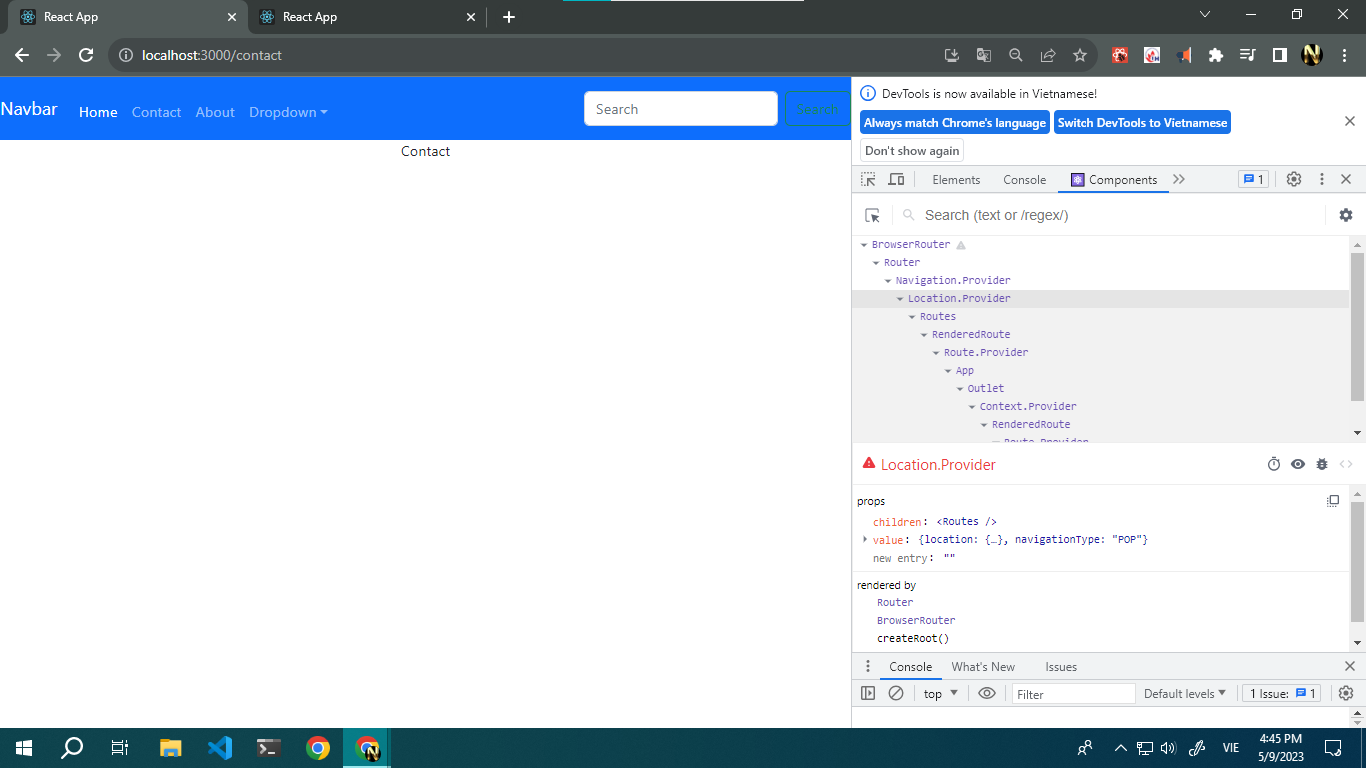 React App
React App
localhost:3000/contact
Navbar Home Contact About Dropdown Search Search
Contact
DevTools is now available in Vietnamese!
Always match Chrome's language Switch DevTools to Vietnamese
Don't show again
Elements Console Components 1
Search (text or /regex/)
BrowserRouter
Router
Navigation.Provider
Location.Provider
Routes
RenderedRoute
Route.Provider
App
Outlet
Context.Provider
RenderedRoute
Route.Provider
Location.Provider
props
children: <Routes />
value: {location: {…}, navigationType: "POP"}
new entry: ""
rendered by
Router
BrowserRouter
createRoot()
Console What's New Issues
top Filter Default levels 1 Issue: 1
VIE
4:45 PM
5/9/2023